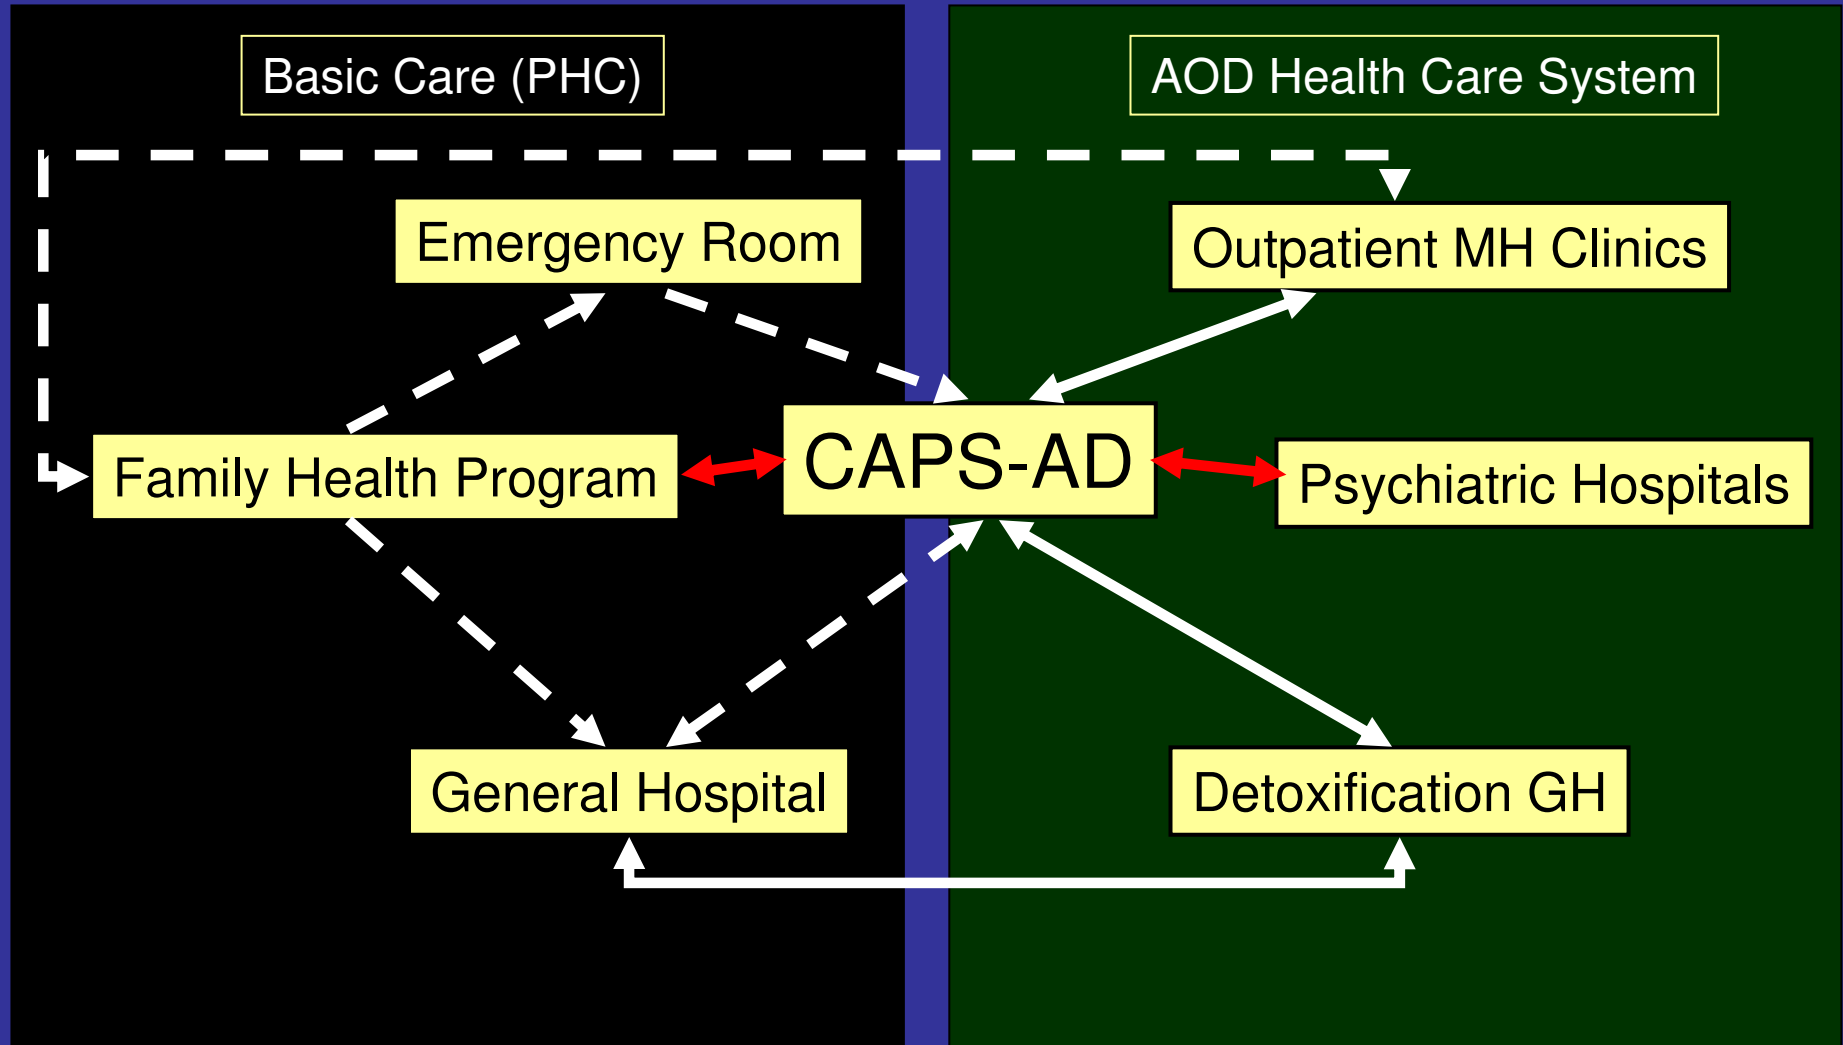 Basic Care (PHC)
AOD Health Care System
Emergency Room
Outpatient MH Clinics
Family Health Program
CAPS-AD
Psychiatric Hospitals
General Hospital
Detoxification GH